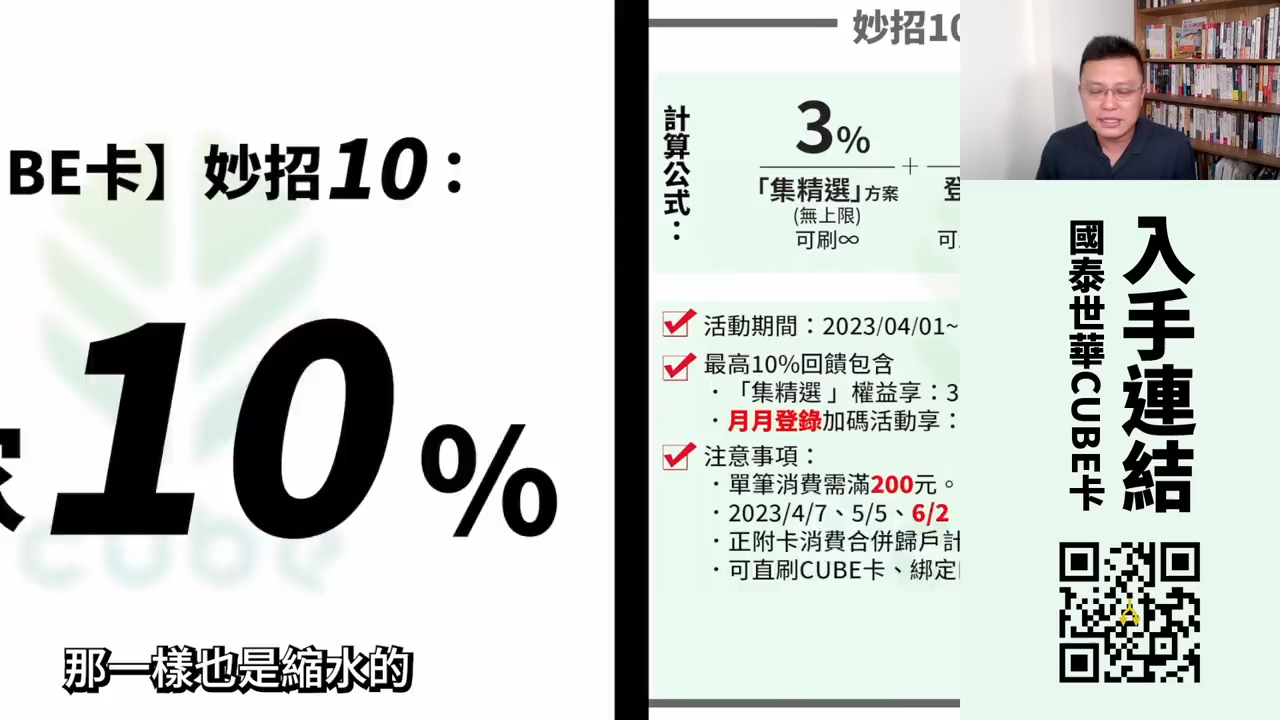 BE卡】妙招10：
10%
CUBE
那一樣也是縮水的
妙招10
計算公式：
3%
+
「集精選」方案
(無上限)
可刷∞
活動期間：2023/04/01~
最高10%回饋包含
·「集精選 」權益享：3
·月月登錄加碼活動享：
注意事項：
·單筆消費需滿200元。
·2023/4/7、5/5、6/2
·正附卡消費合併歸戶計
·可直刷CUBE卡、綁定
入手連結
國泰世華CUBE卡